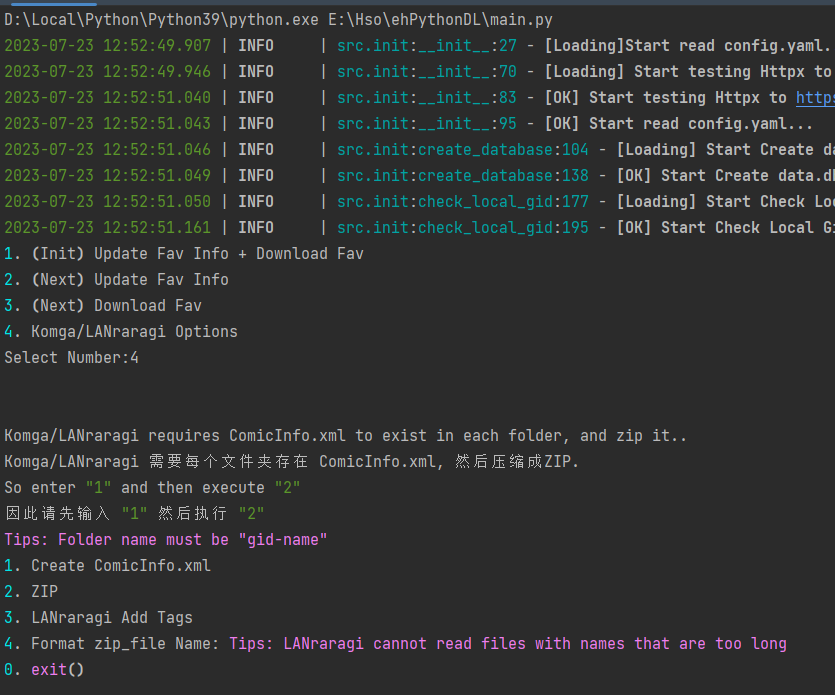 D:\Local\Python\Python39\python.exe E:\Hso\ehPythonDL\main.py
2023-07-23 12:52:49.907 | INFO     | src.init:__init__:27 - [Loading]Start read config.yaml.
2023-07-23 12:52:49.946 | INFO     | src.init:__init__:70 - [Loading] Start testing Httpx to
2023-07-23 12:52:51.040 | INFO     | src.init:__init__:83 - [OK] Start testing Httpx to
2023-07-23 12:52:51.043 | INFO     | src.init:__init__:95 - [OK] Start read config.yaml...
2023-07-23 12:52:51.046 | INFO     | src.init:create_database:104 - [Loading] Start Create
2023-07-23 12:52:51.049 | INFO     | src.init:create_database:138 - [OK] Start Create
2023-07-23 12:52:51.050 | INFO     | src.init:check_local_gid:177 - [Loading] Start Check
2023-07-23 12:52:51.161 | INFO     | src.init:check_local_gid:195 - [OK] Start Check Local
1. (Init) Update Fav Info + Download Fav
2. (Next) Update Fav Info
3. (Next) Download Fav
4. Komga/LANraragi Options
Select Number:4
Komga/LANraragi requires ComicInfo.xml to exist in each folder, and zip it..
Komga/LANraragi 需要每个文件夹存在 ComicInfo.xml, 然后压缩成ZIP.
So enter "1" and then execute "2"
因此请先输入 "1" 然后执行 "2"
Tips: Folder name must be "gid-name"
1. Create ComicInfo.xml
2. ZIP
3. LANraragi Add Tags
4. Format zip_file Name: Tips: LANraragi cannot read files with names that are too long
0. exit()